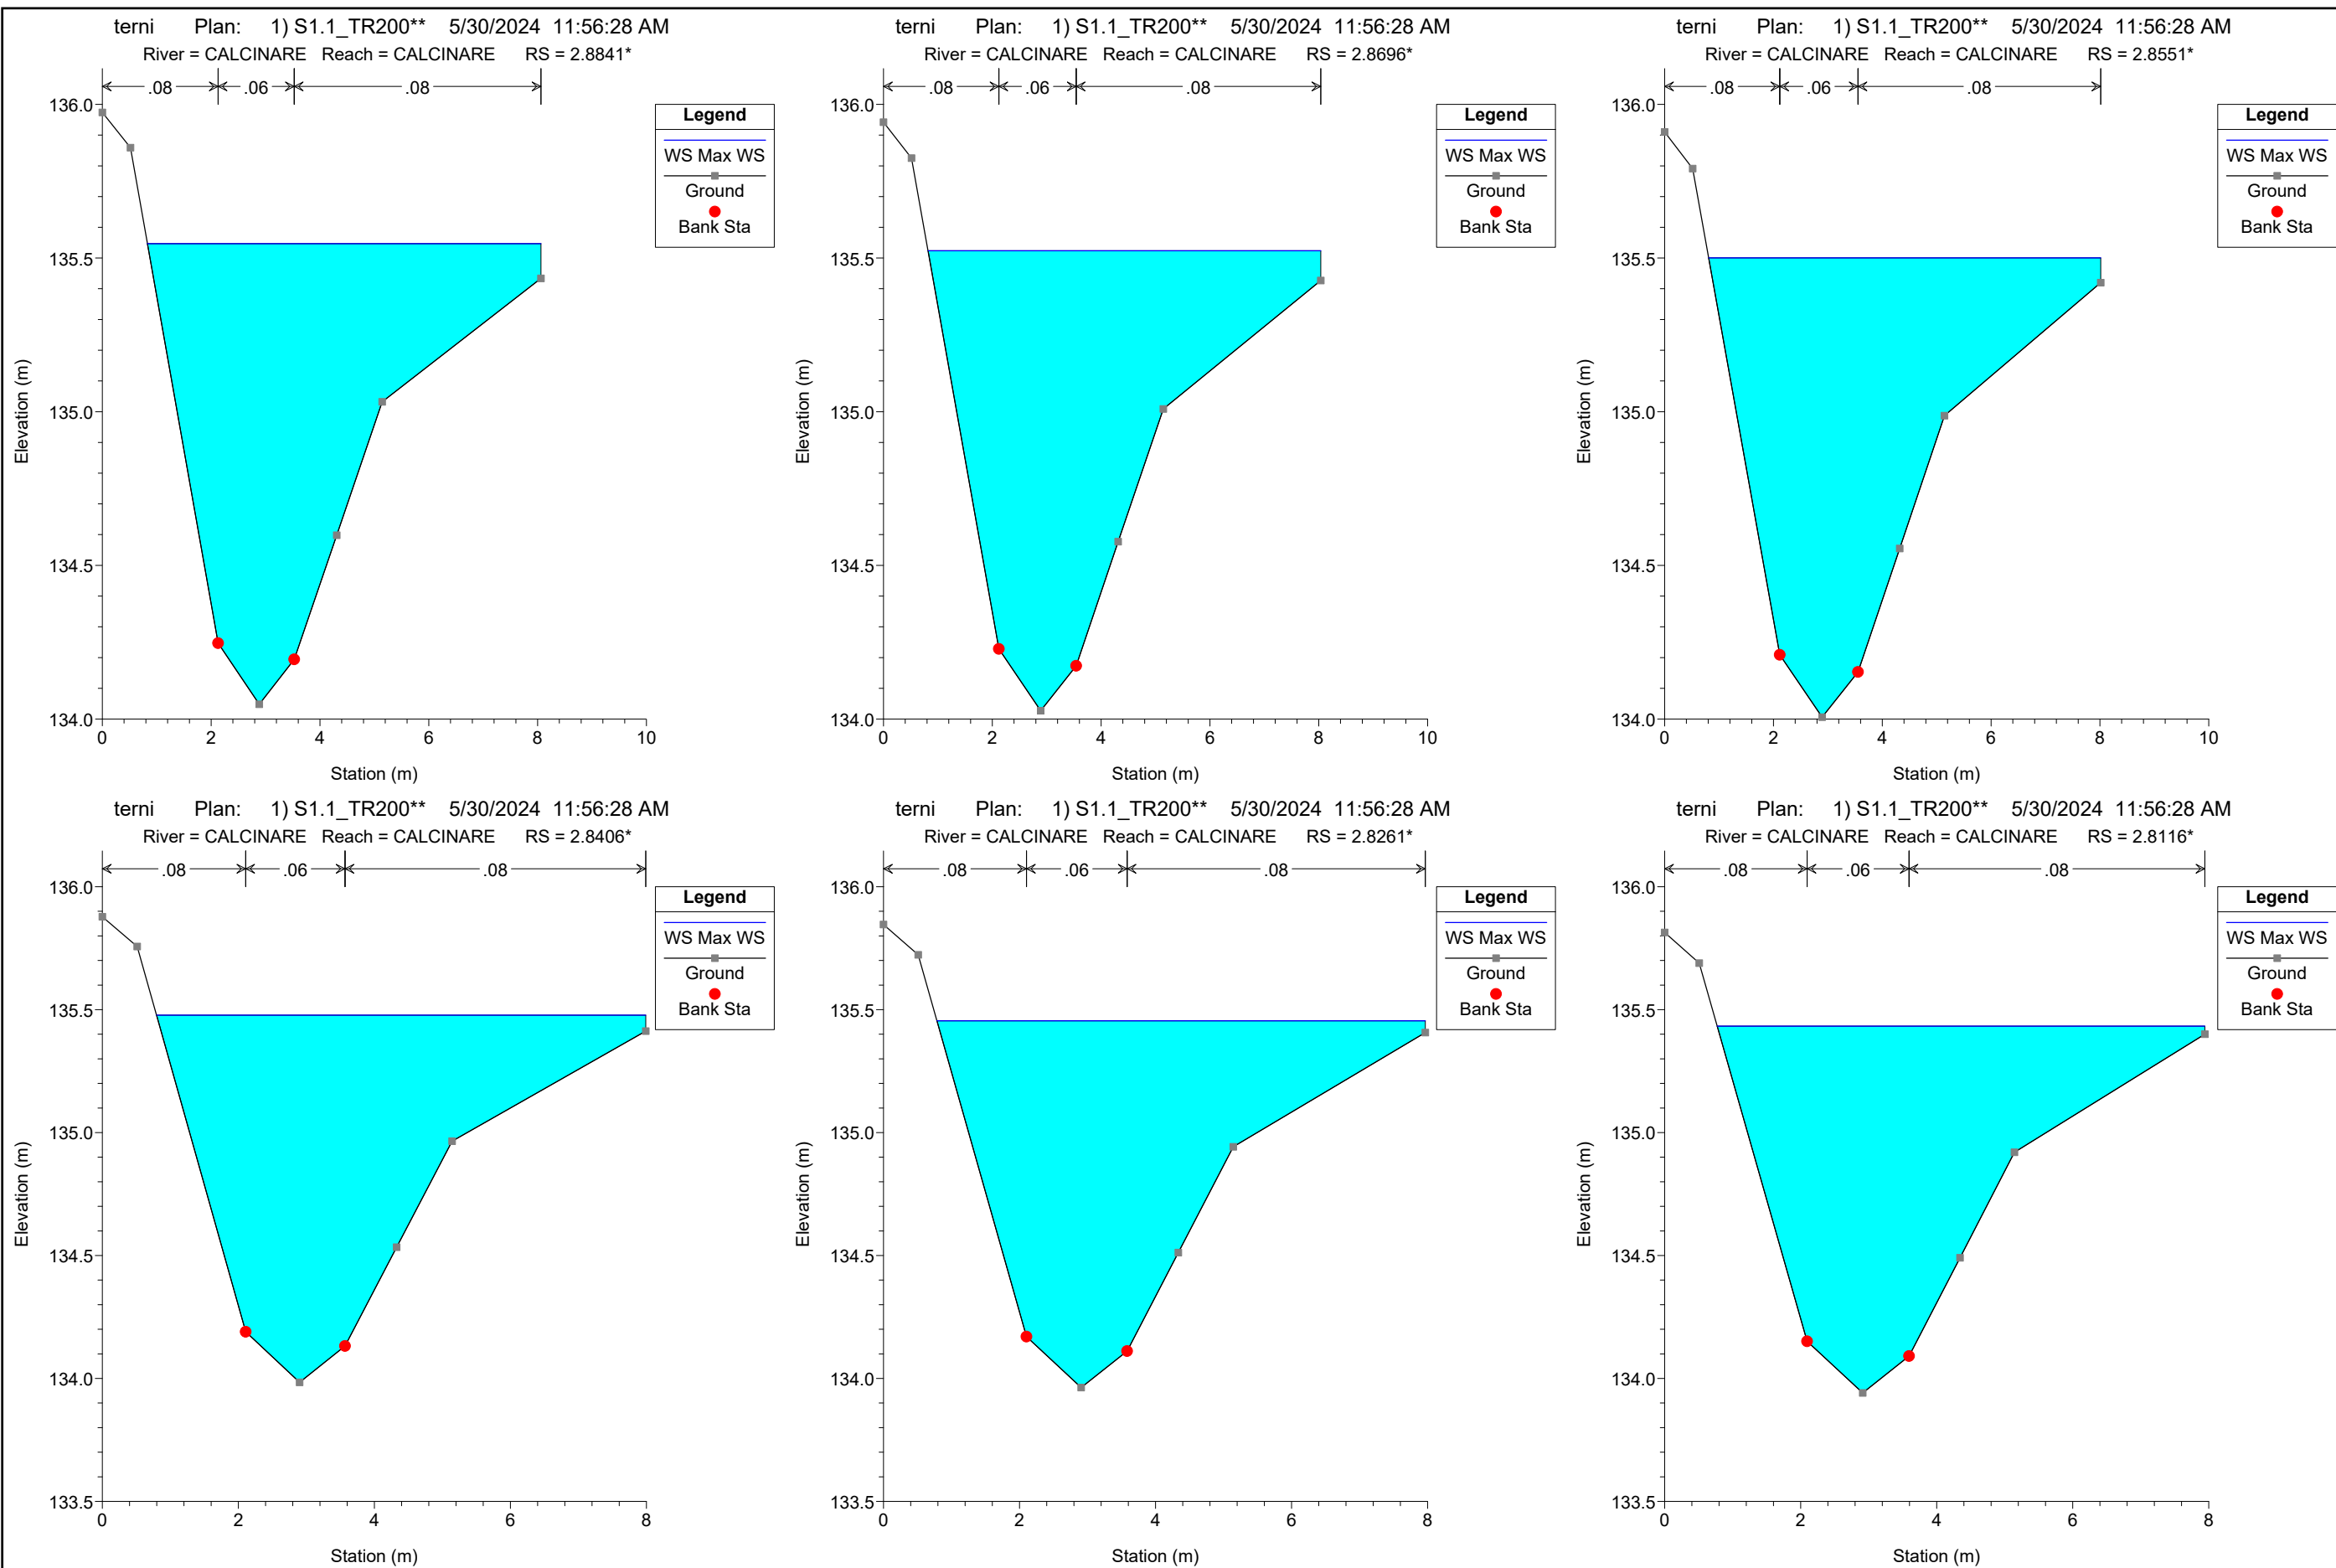 terni Plan: 1) S1.1_TR200** 5/30/2024 11:56:28 AM
River = CALCINARE Reach = CALCINARE RS = 2.8841*
.08 .06 .08
136.0
135.5
135.0
134.5
134.0
0 2 4 6 8 10
Station (m)
Elevation (m)
Legend
WS Max WS
Ground
Bank Sta
terni Plan: 1) S1.1_TR200** 5/30/2024 11:56:28 AM
River = CALCINARE Reach = CALCINARE RS = 2.8696*
.08 .06 .08
136.0
135.5
135.0
134.5
134.0
0 2 4 6 8 10
Station (m)
Elevation (m)
Legend
WS Max WS
Ground
Bank Sta
terni Plan: 1) S1.1_TR200** 5/30/2024 11:56:28 AM
River = CALCINARE Reach = CALCINARE RS = 2.8551*
.08 .06 .08
136.0
135.5
135.0
134.5
134.0
0 2 4 6 8 10
Station (m)
Elevation (m)
Legend
WS Max WS
Ground
Bank Sta
terni Plan: 1) S1.1_TR200** 5/30/2024 11:56:28 AM
River = CALCINARE Reach = CALCINARE RS = 2.8406*
.08 .06 .08
136.0
135.5
135.0
134.5
134.0
133.5
0 2 4 6 8
Station (m)
Elevation (m)
Legend
WS Max WS
Ground
Bank Sta
terni Plan: 1) S1.1_TR200** 5/30/2024 11:56:28 AM
River = CALCINARE Reach = CALCINARE RS = 2.8261*
.08 .06 .08
136.0
135.5
135.0
134.5
134.0
133.5
0 2 4 6 8
Station (m)
Elevation (m)
Legend
WS Max WS
Ground
Bank Sta
terni Plan: 1) S1.1_TR200** 5/30/2024 11:56:28 AM
River = CALCINARE Reach = CALCINARE RS = 2.8116*
.08 .06 .08
136.0
135.5
135.0
134.5
134.0
133.5
0 2 4 6 8
Station (m)
Elevation (m)
Legend
WS Max WS
Ground
Bank Sta